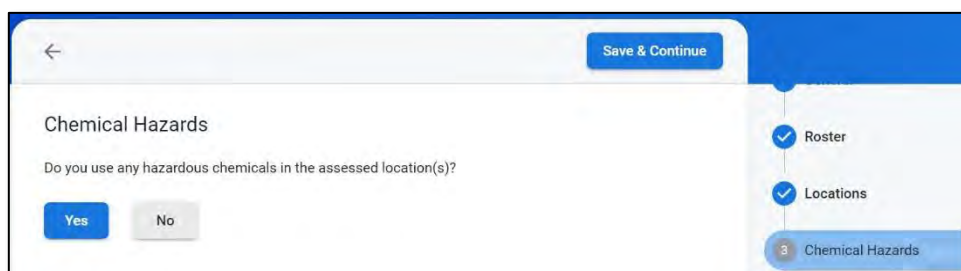 Save & Continue
Chemical Hazards
Do you use any hazardous chemicals in the assessed location(s)?
Yes
No
Roster
Locations
3
Chemical Hazards